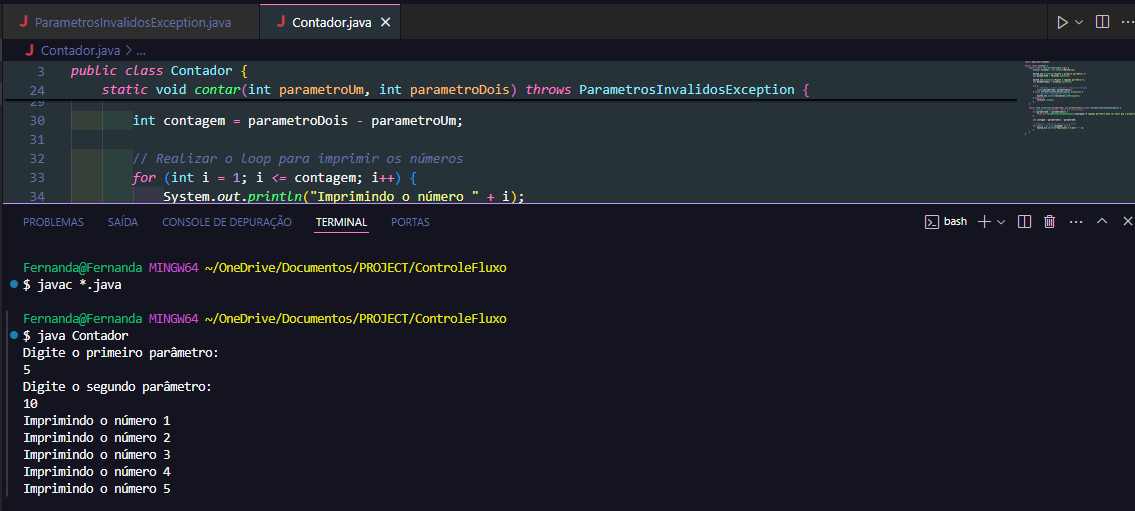 ParametrosInvalidosException.java
Contador.java
Contador.java > ...
3 public class Contador {
24 static void contar(int parametroUm, int parametroDois) throws ParametrosInvalidosException {
29
30 int contagem = parametroDois - parametroUm;
31
32 // Realizar o loop para imprimir os números
33 for (int i = 1; i <= contagem; i++) {
34 System.out.println("Imprimindo o número " + i);
PROBLEMAS SAÍDA CONSOLE DE DEPURAÇÃO TERMINAL PORTAS
bash
Fernanda@Fernanda MINGW64 ~/OneDrive/Documentos/PROJECT/ControleFluxo
$ javac *.java
Fernanda@Fernanda MINGW64 ~/OneDrive/Documentos/PROJECT/ControleFluxo
$ java Contador
Digite o primeiro parâmetro:
5
Digite o segundo parâmetro:
10
Imprimindo o número 1
Imprimindo o número 2
Imprimindo o número 3
Imprimindo o número 4
Imprimindo o número 5